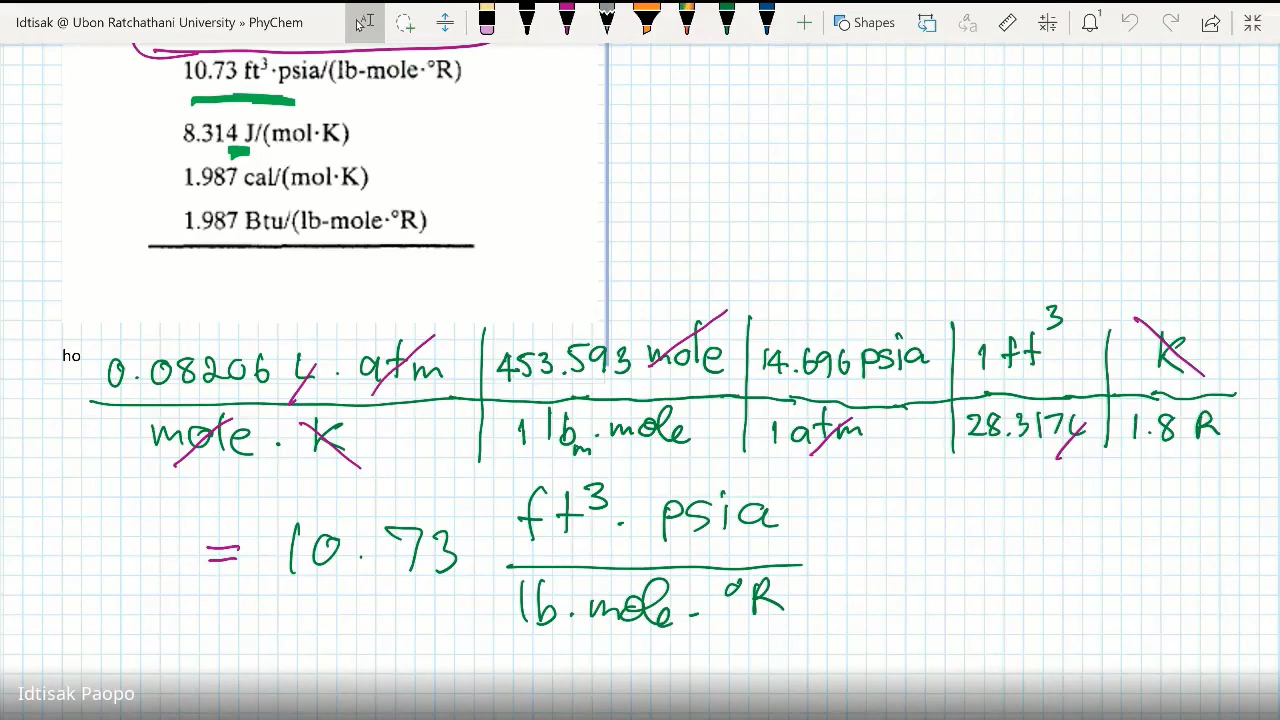 Idtisak @ Ubon Ratchathani University » PhyChem
Shapes
1
10.73 ft³·psia/(lb-mole·°R)
8.314 J/(mol·K)
1.987 cal/(mol·K)
1.987 Btu/(lb-mole·°R)
ho
0.08206 L . atm | 453.593 mole | 14.696 psia | 1 ft³ | K
mole . K | 1 lbm . mole | 1 atm | 28.317 L | 1.8 R
= 10.73 ft³. psia
lb. mole. °R
Idtisak Paopo